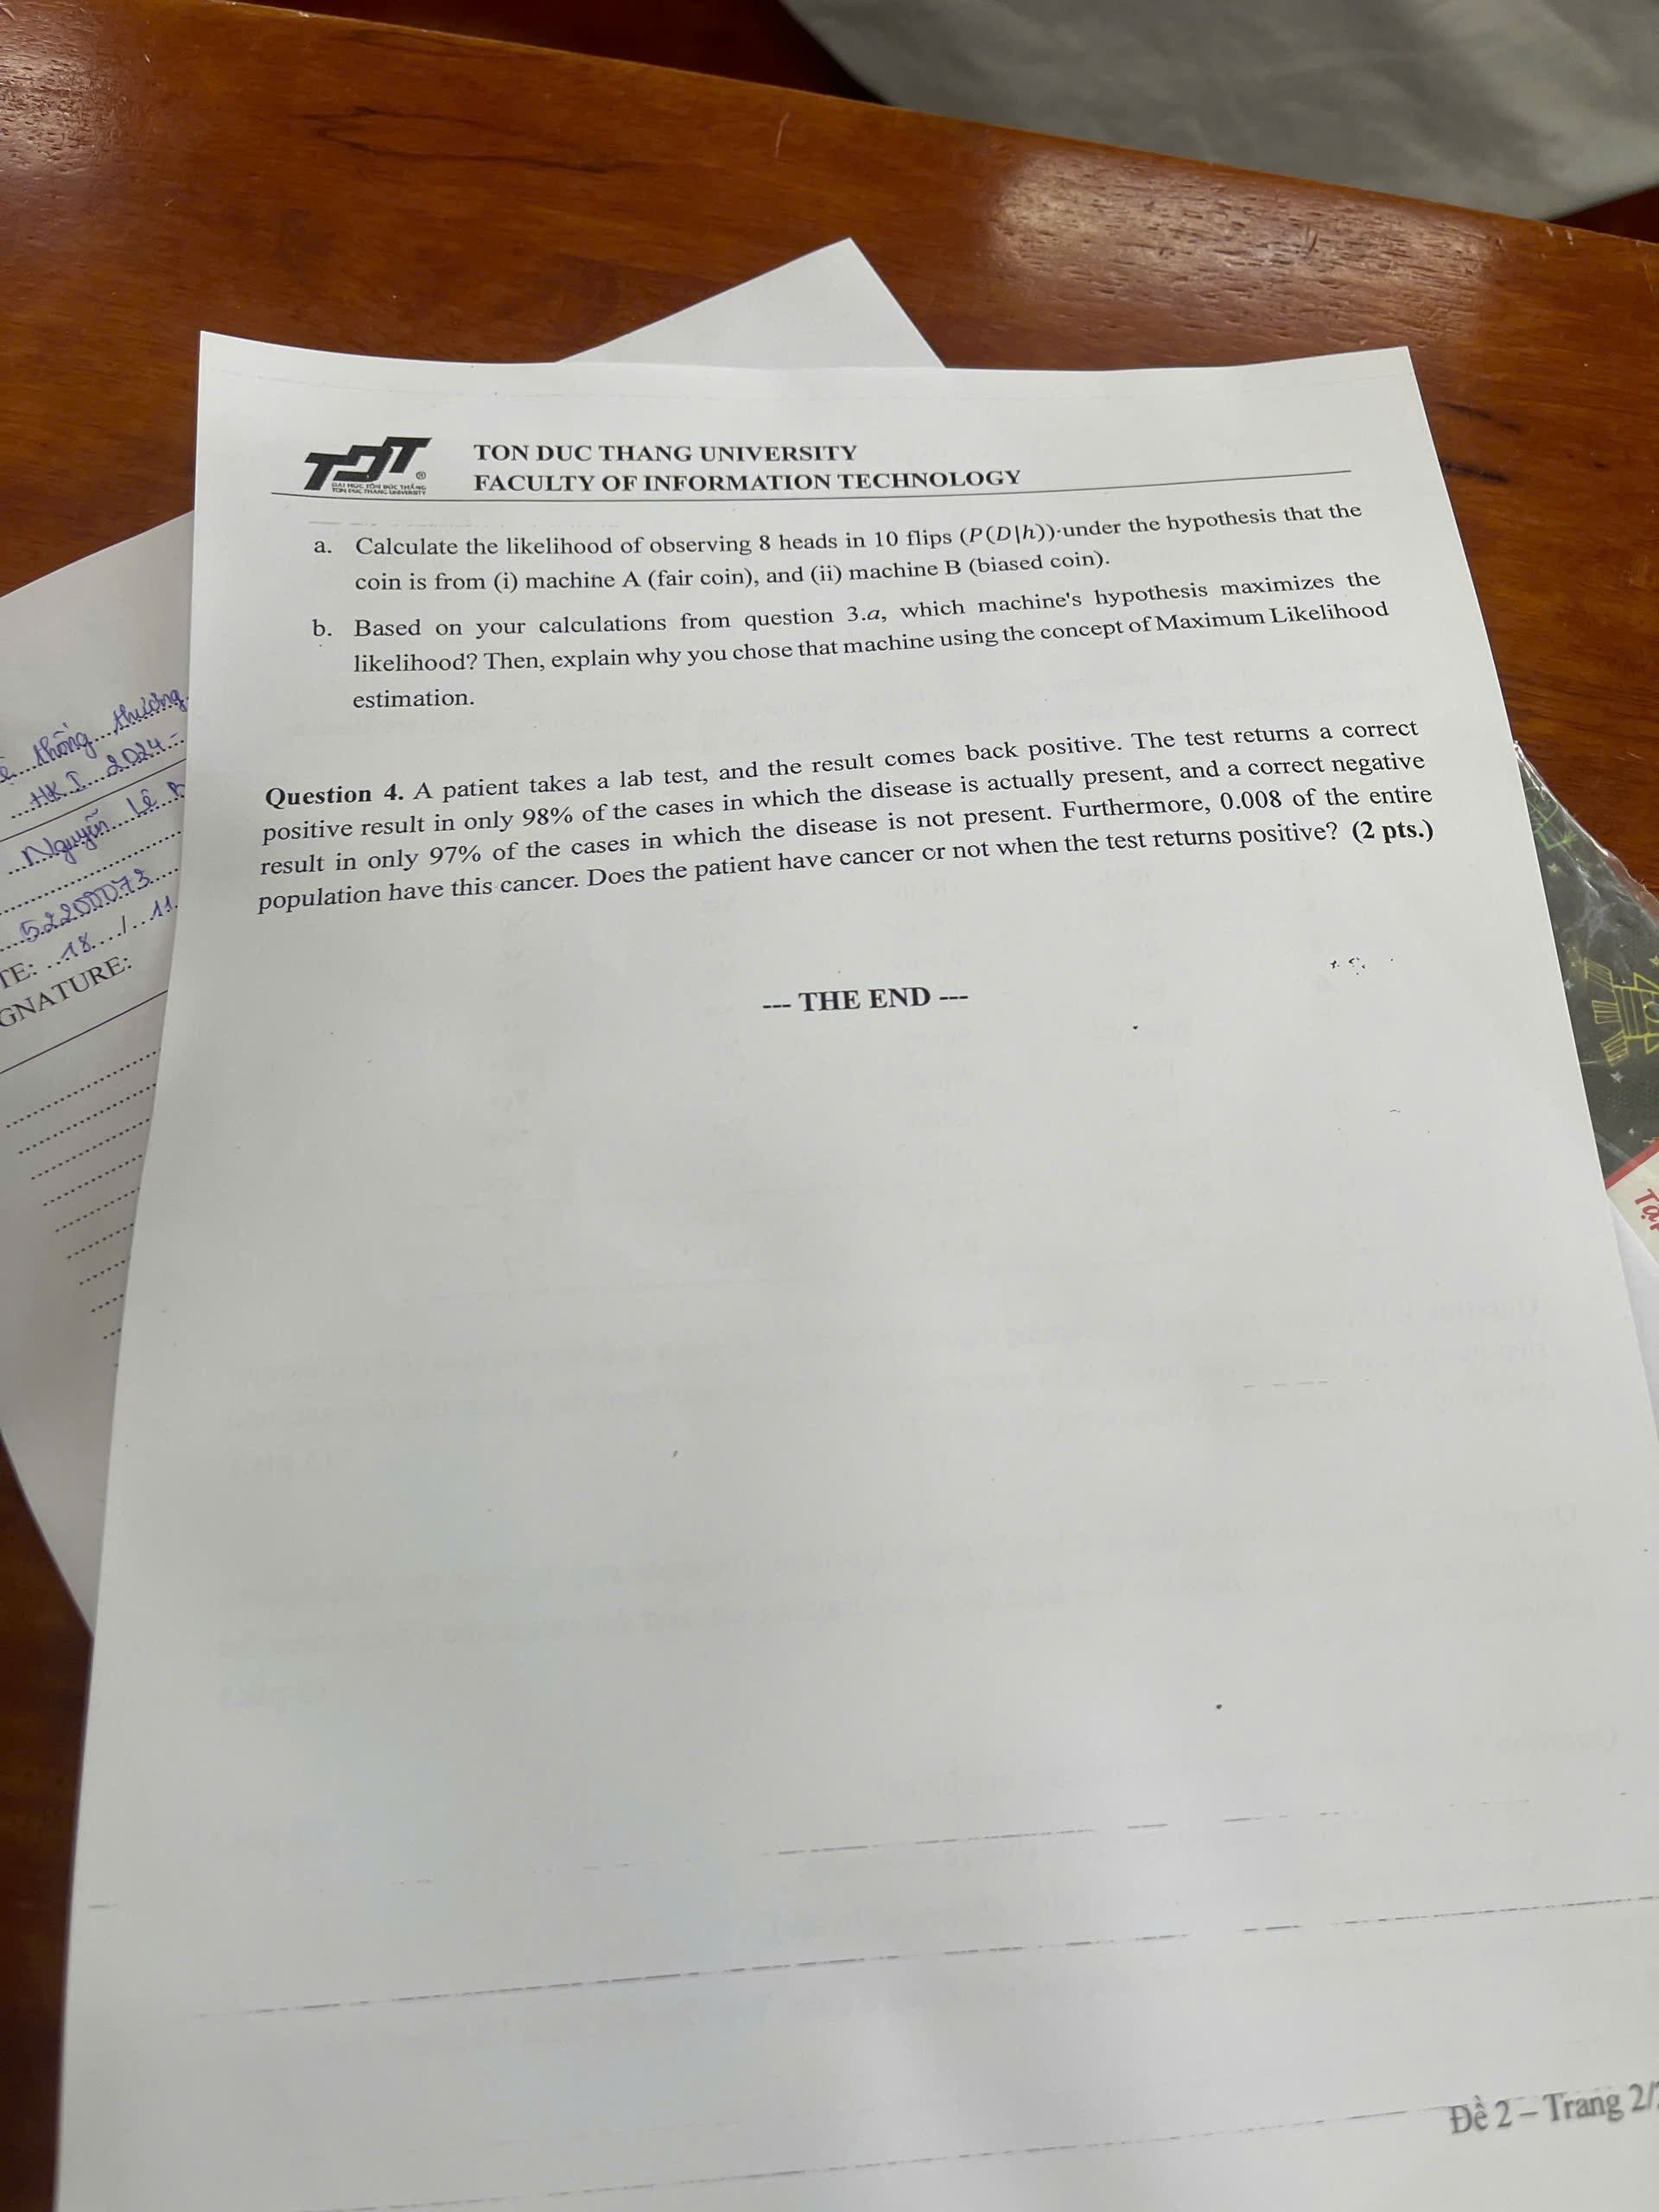 TDT
®
ĐẠI HỌC TÔN ĐỨC THẮNG
TON DUC THANG UNIVERSITY
TON DUC THANG UNIVERSITY
FACULTY OF INFORMATION TECHNOLOGY
a. Calculate the likelihood of observing 8 heads in 10 flips (P(D|h)) under the hypothesis that the
coin is from (i) machine A (fair coin), and (ii) machine B (biased coin).
b. Based on your calculations from question 3.a, which machine's hypothesis maximizes the
likelihood? Then, explain why you chose that machine using the concept of Maximum Likelihood
estimation.
Question 4. A patient takes a lab test, and the result comes back positive. The test returns a correct
positive result in only 98% of the cases in which the disease is actually present, and a correct negative
result in only 97% of the cases in which the disease is not present. Furthermore, 0.008 of the entire
population have this cancer. Does the patient have cancer or not when the test returns positive? (2 pts.)
--- THE END ---
Đề 2 – Trang 2/
thống thường
HK I 2024-
Nguyễn Lê
52200073
TE: 18 / 11
GNATURE: